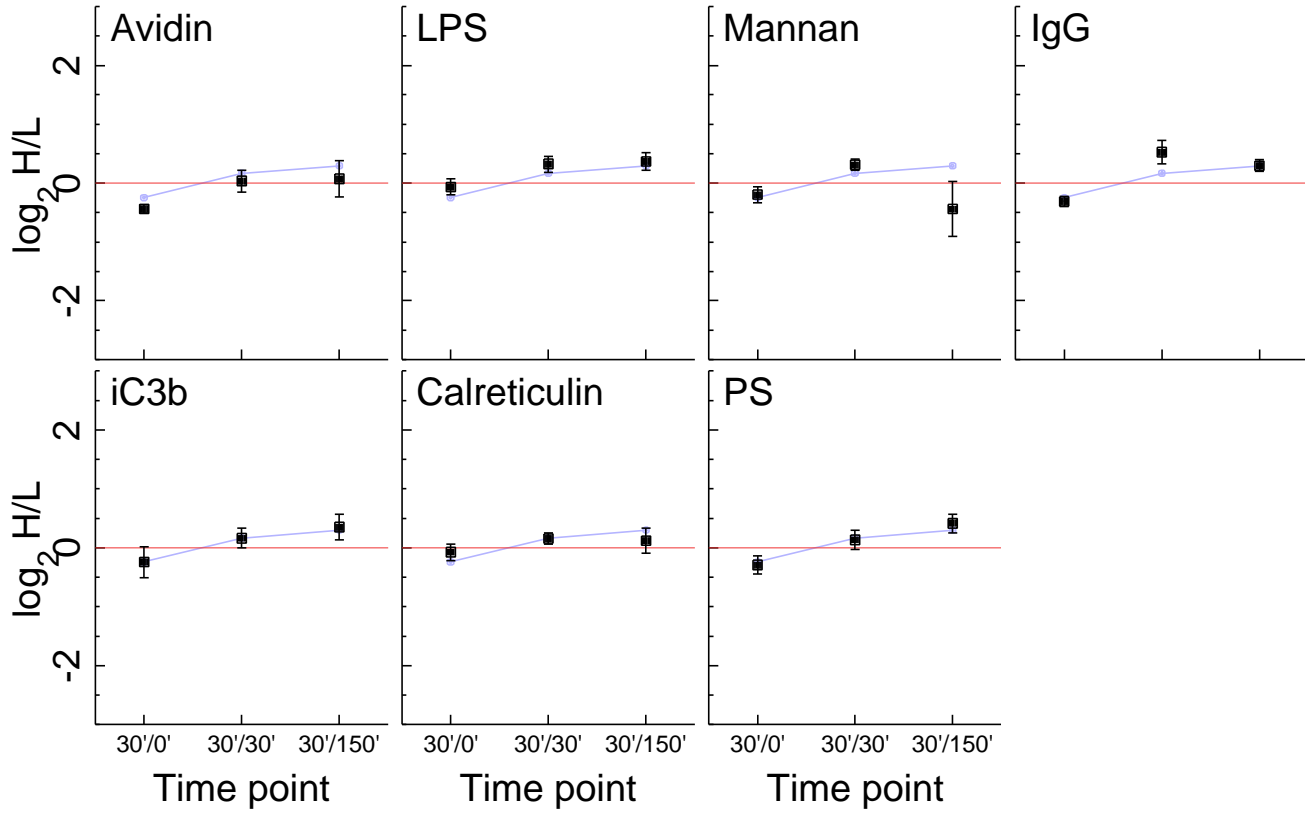 Avidin LPS Mannan IgG
log2 H/L
2
0
-2
iC3b Calreticulin PS
log2 H/L
2
0
-2
30'/0' 30'/30' 30'/150' 30'/0' 30'/30' 30'/150' 30'/0' 30'/30' 30'/150'
Time point Time point Time point